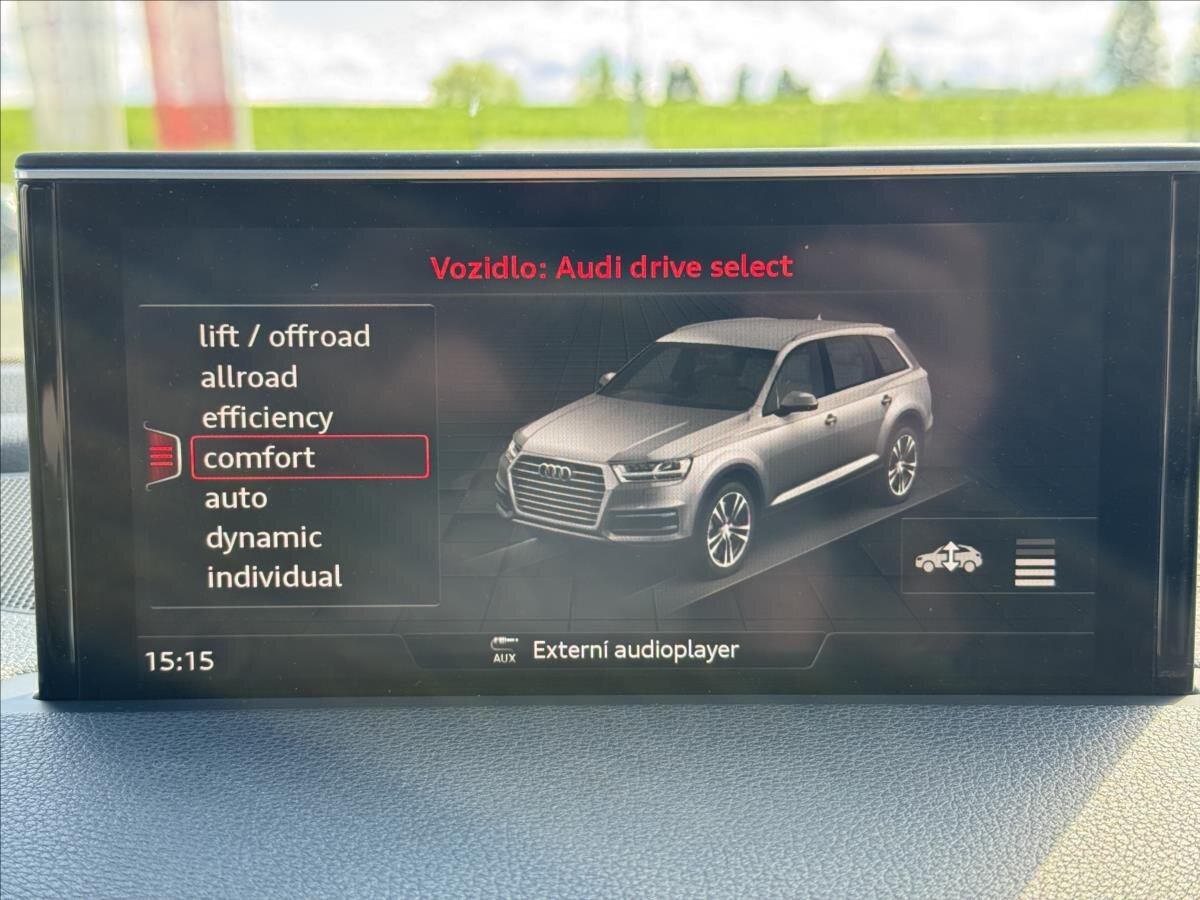 Vozidlo: Audi drive select
lift / offroad
allroad
efficiency
comfort
auto
dynamic
individual
15:15
AUX
Externí audioplayer